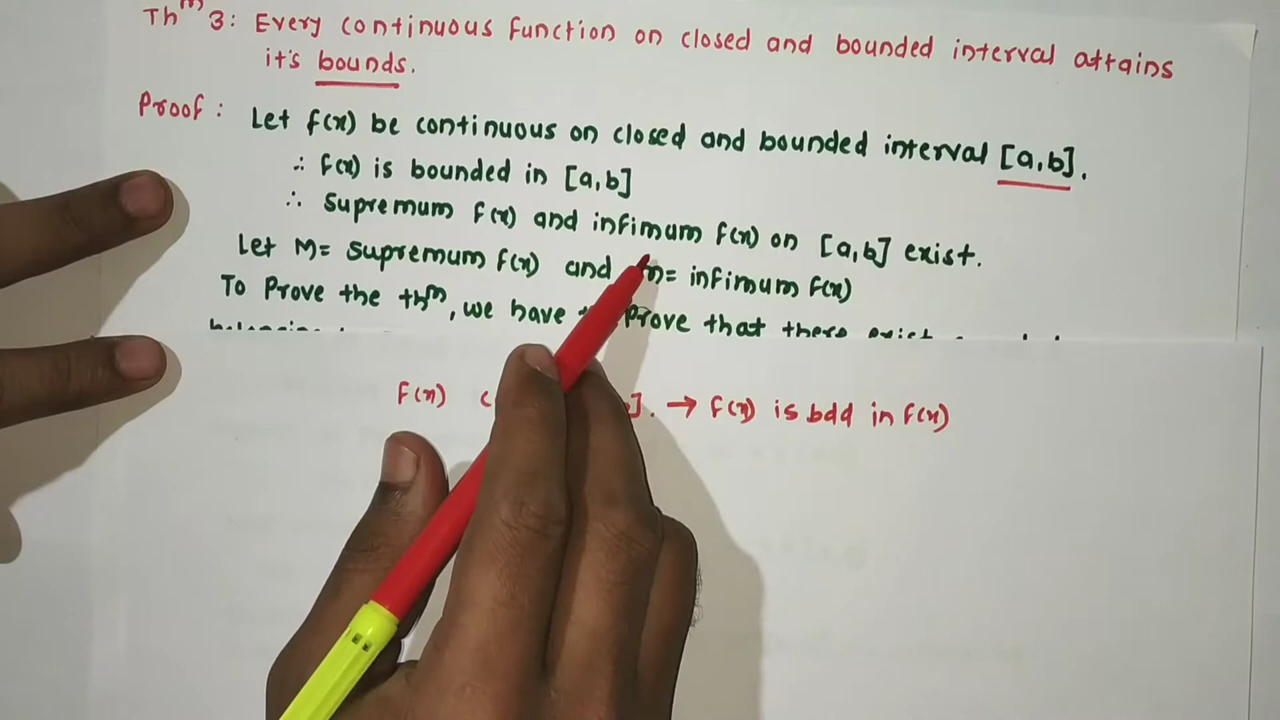 Thm 3: Every continuous function on closed and bounded interval attains
it's bounds.
Proof: Let f(x) be continuous on closed and bounded interval [a,b].
∴ f(x) is bounded in [a,b]
∴ supremum f(x) and infimum f(x) on [a,b] exist.
Let M= supremum f(x) and m= infimum f(x)
To Prove the thm, we have Prove that there exist
F(x) → f(x) is bdd in f(x)